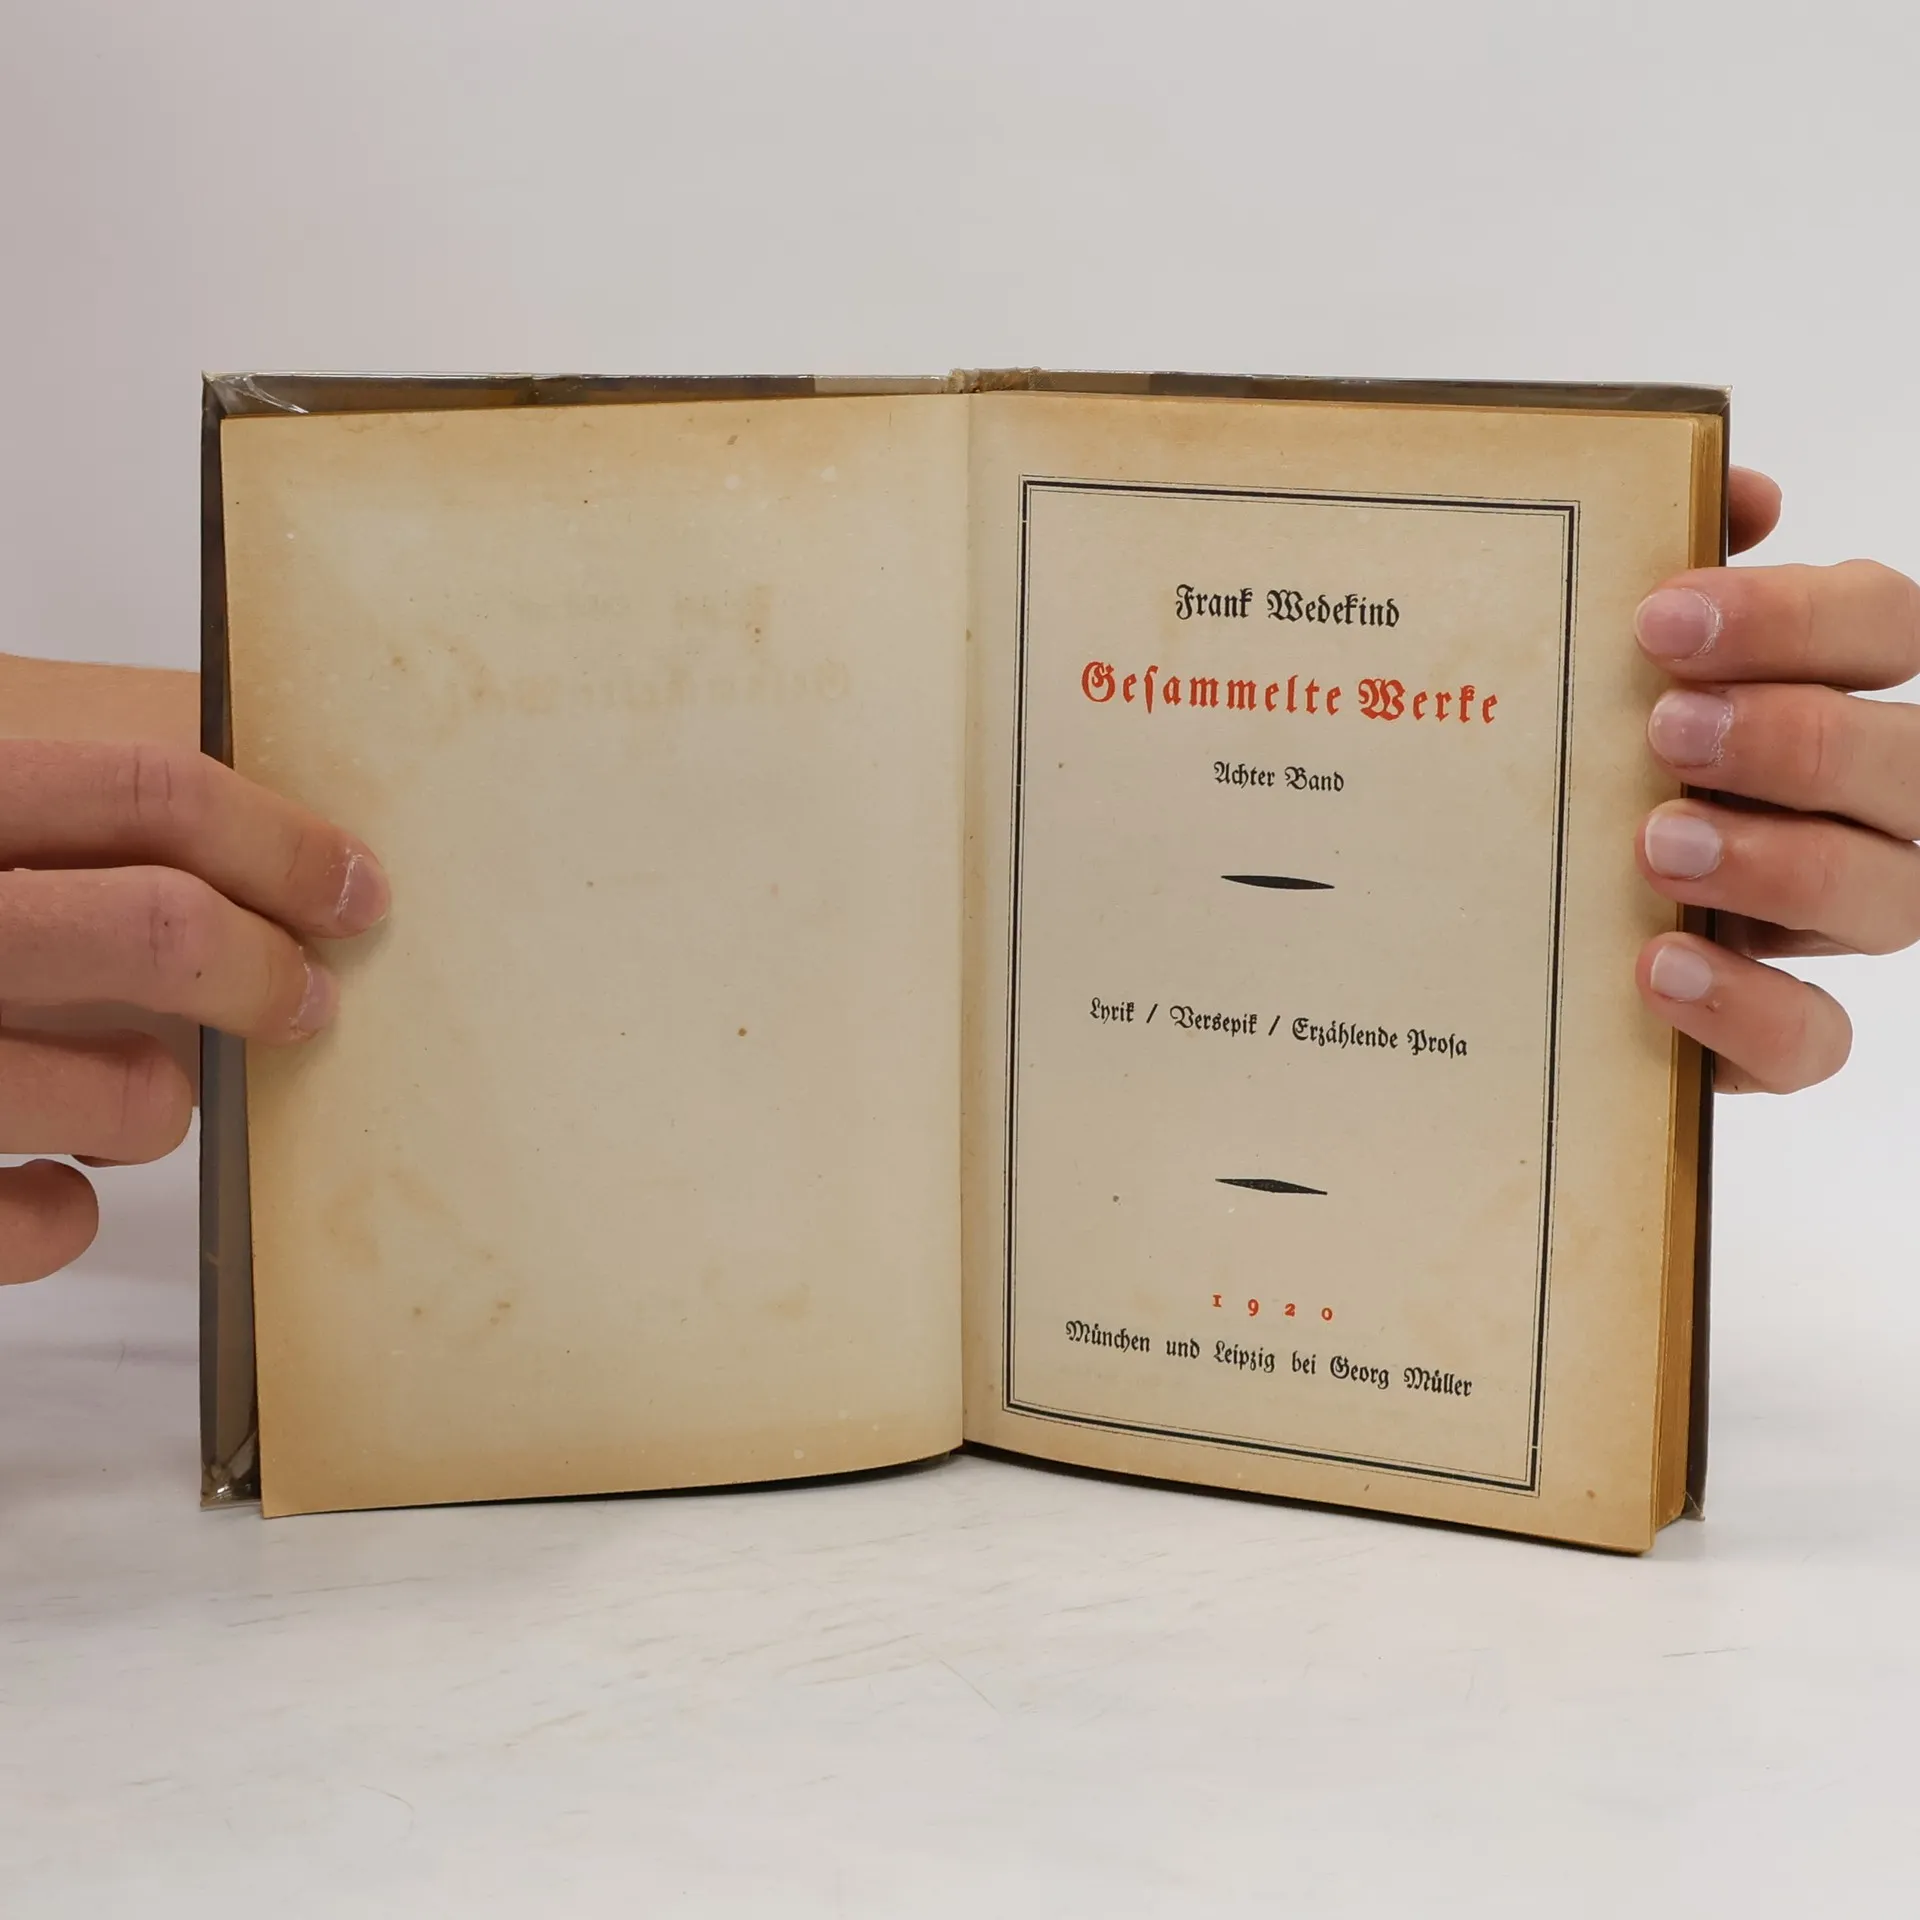 Frank Wedekind
Geſammelte Werke
Achter Band
Lyrik / Versepik / Erzählende Proſa
1920
München und Leipzig bei Georg Müller